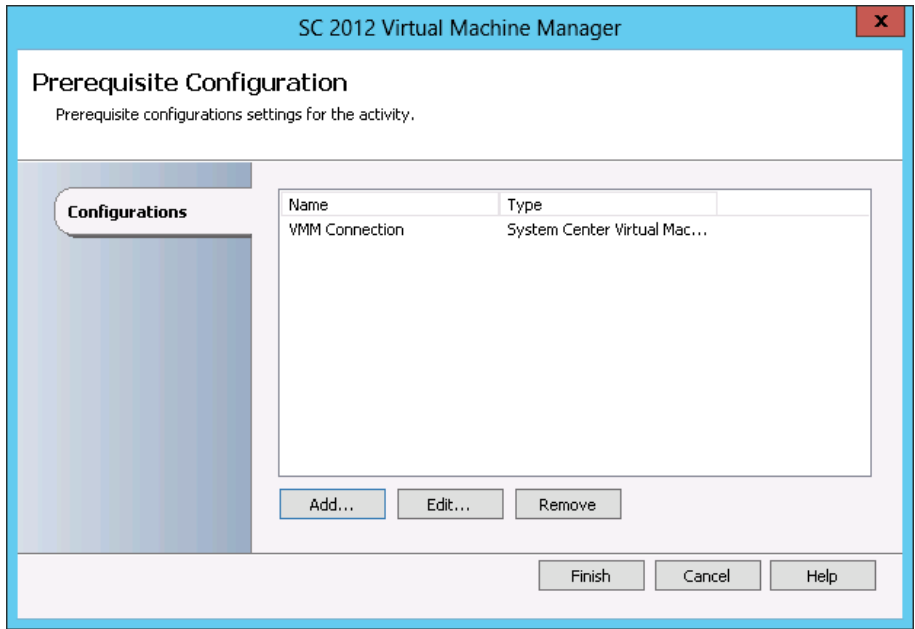 SC 2012 Virtual Machine Manager
x
Prerequisite Configuration
Prerequisite configurations settings for the activity.
Configurations
Name Type
VMM Connection System Center Virtual Mac...
Add... Edit... Remove
Finish Cancel Help